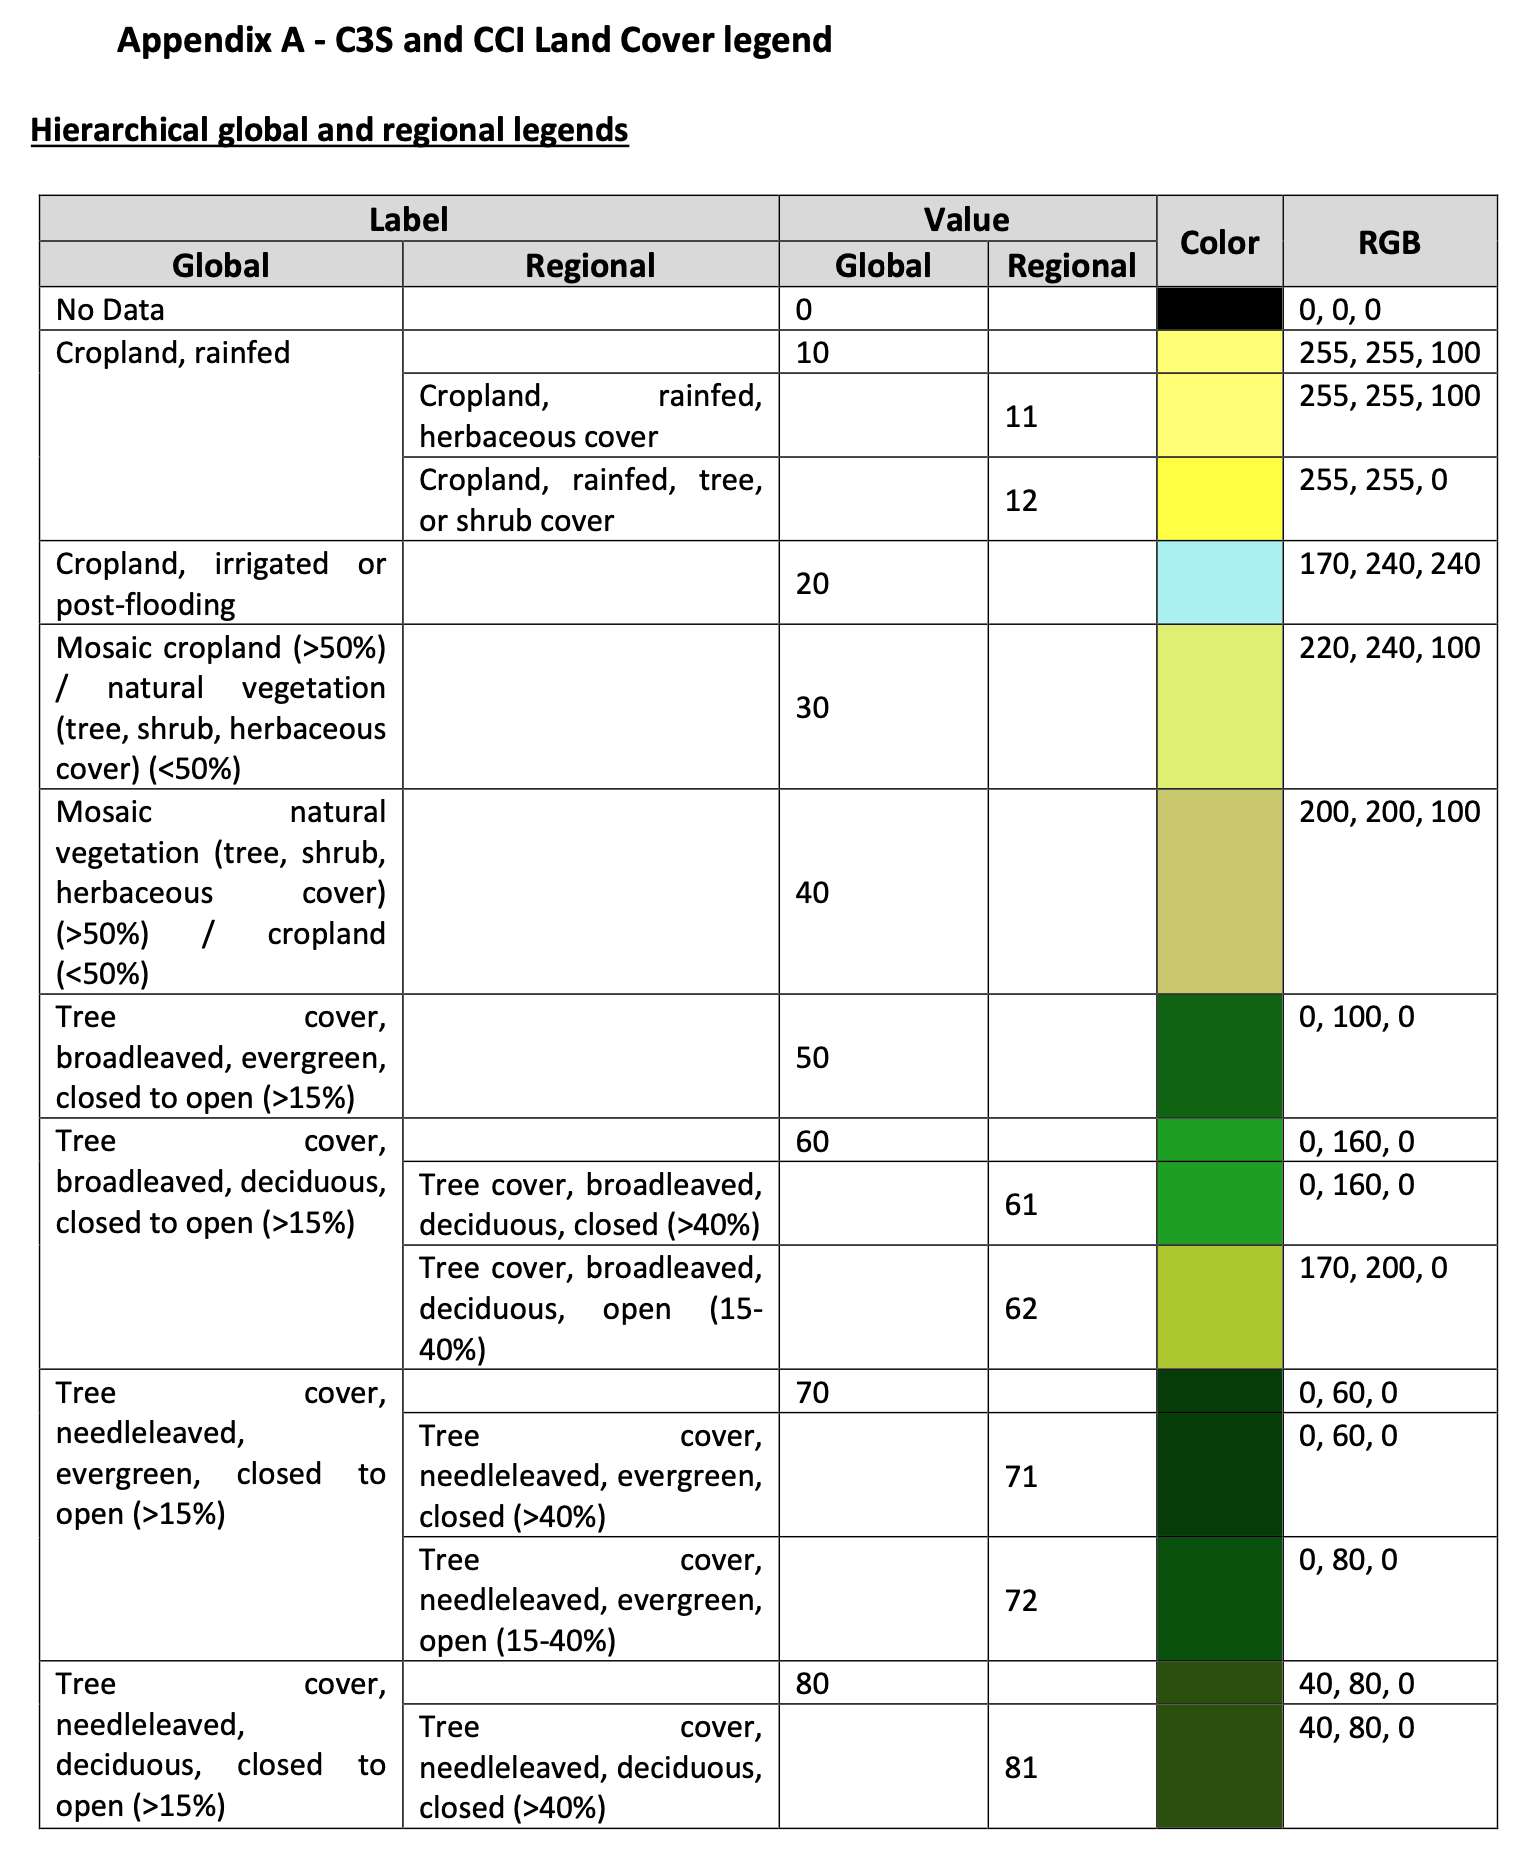 Appendix A - C3S and CCI Land Cover legend
Hierarchical global and regional legends
Label Value Color RGB
Global Regional Global Regional
No Data 0 0, 0, 0
Cropland, rainfed 10 255, 255, 100
Cropland, rainfed,
herbaceous cover
11
255, 255, 100
Cropland, rainfed, tree,
or shrub cover
12
255, 255, 0
Cropland, irrigated or
post-flooding
20
170, 240, 240
Mosaic cropland (>50%)
/ natural vegetation
(tree, shrub, herbaceous
cover) (<50%)
30
220, 240, 100
Mosaic natural
vegetation (tree, shrub,
herbaceous cover)
(>50%) / cropland
(<50%)
40
200, 200, 100
Tree cover,
broadleaved, evergreen,
closed to open (>15%)
50
0, 100, 0
Tree cover,
broadleaved, deciduous,
closed to open (>15%)
60
0, 160, 0
Tree cover, broadleaved,
deciduous, closed (>40%)
61
0, 160, 0
Tree cover, broadleaved,
deciduous, open (15-
40%)
62
170, 200, 0
Tree cover,
needleleaved,
evergreen, closed to
open (>15%)
70
0, 60, 0
Tree cover,
needleleaved, evergreen,
closed (>40%)
71
0, 60, 0
Tree cover,
needleleaved, evergreen,
open (15-40%)
72
0, 80, 0
Tree cover,
needleleaved,
deciduous, closed to
open (>15%)
80
40, 80, 0
Tree cover,
needleleaved, deciduous,
closed (>40%)
81
40, 80, 0